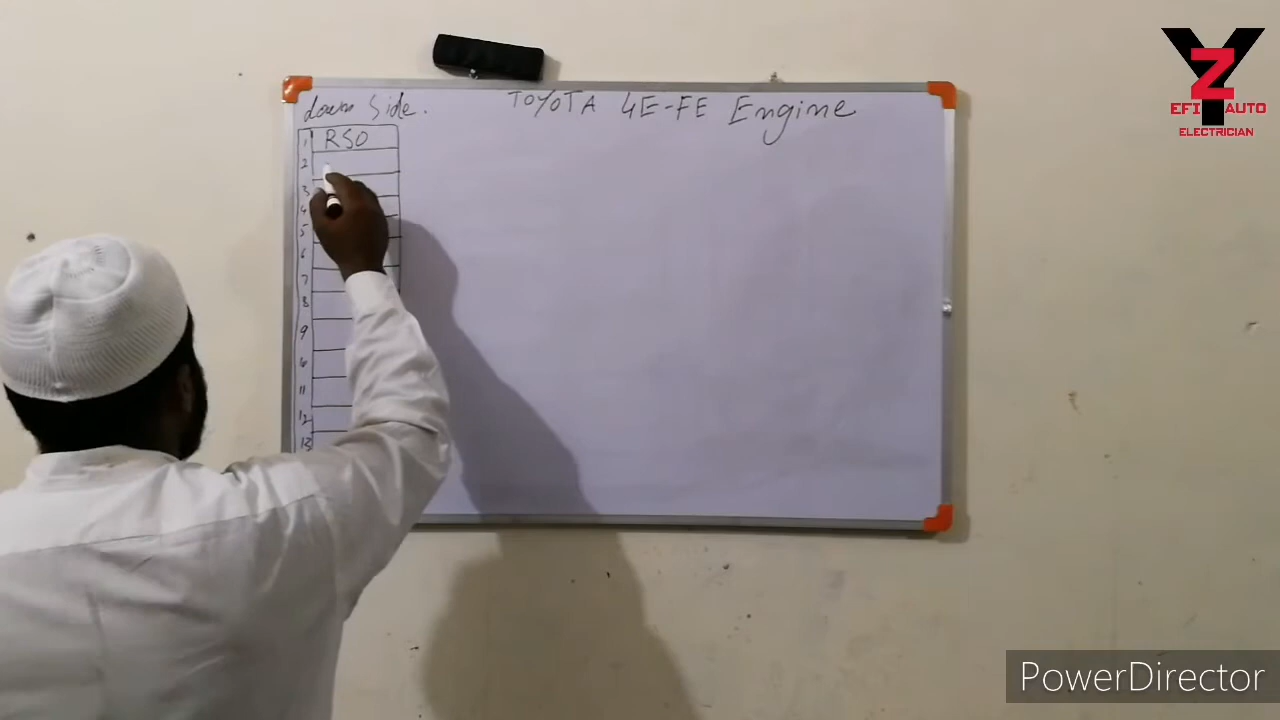 down Side.
TOYOTA 4E-FE Engine
1 RSO
2
3
4
5
6
7
8
9
10
11
12
13
YZ
EFI AUTO
ELECTRICIAN
PowerDirector